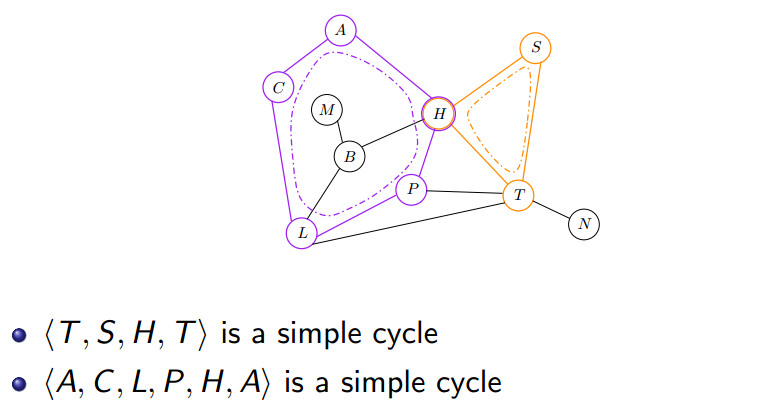 A
S
C
M
H
B
P
T
N
L
⟨T, S, H, T⟩ is a simple cycle
⟨A, C, L, P, H, A⟩ is a simple cycle